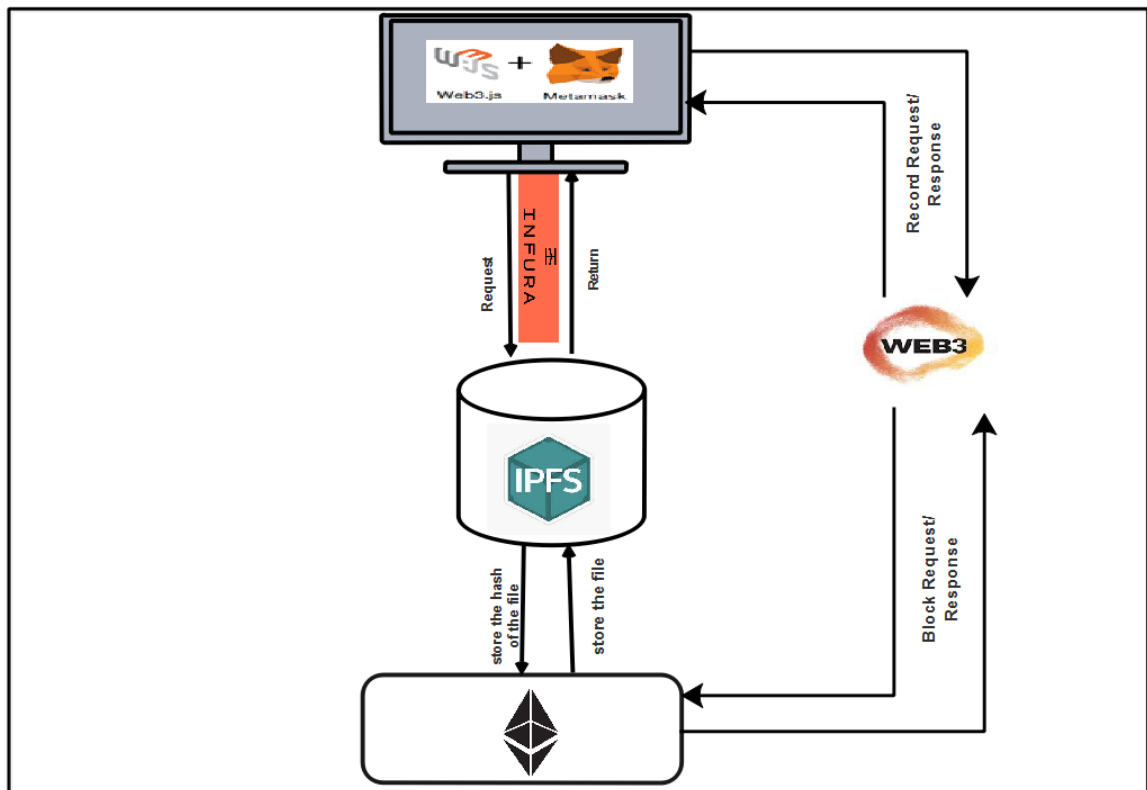 W3JS + 
Web3.js Metamask
INFURA
Request
Return
Record Request/
Response
WEB3
IPFS
store the hash
of the file
store the file
Block Request/
Response